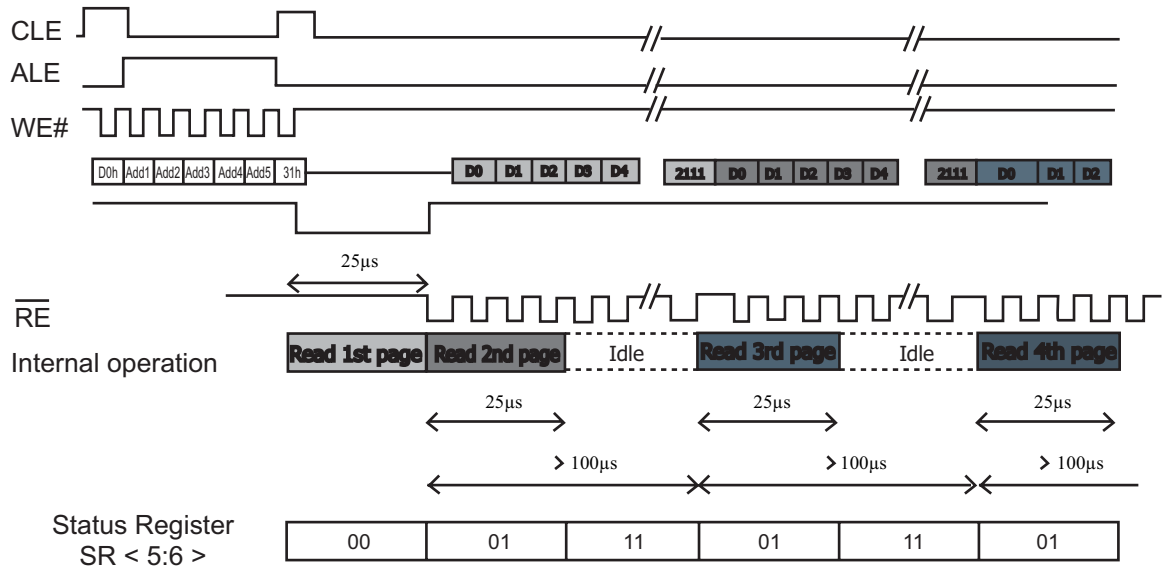 CLE
ALE
WE#
D0h Add1 Add2 Add3 Add4 Add5 31h D0 D1 D2 D3 D4 2111 D0 D1 D2 D3 D4 2111 D0 D1 D2
25µs
RE
Internal operation Read 1st page Read 2nd page Idle Read 3rd page Idle Read 4th page
25µs 25µs 25µs
> 100µs > 100µs > 100µs
Status Register
SR < 5:6 >
00 01 11 01 11 01